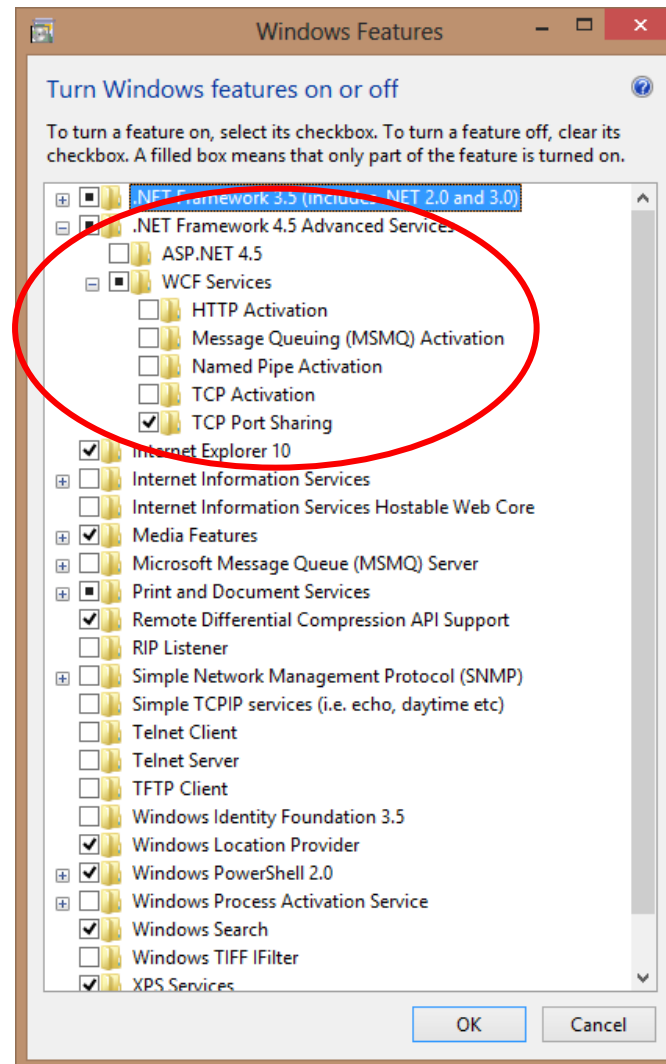 Windows Features
Turn Windows features on or off
To turn a feature on, select its checkbox. To turn a feature off, clear its
checkbox. A filled box means that only part of the feature is turned on.
.NET Framework 3.5 (includes .NET 2.0 and 3.0)
.NET Framework 4.5 Advanced Services
ASP.NET 4.5
WCF Services
HTTP Activation
Message Queuing (MSMQ) Activation
Named Pipe Activation
TCP Activation
TCP Port Sharing
Internet Explorer 10
Internet Information Services
Internet Information Services Hostable Web Core
Media Features
Microsoft Message Queue (MSMQ) Server
Print and Document Services
Remote Differential Compression API Support
RIP Listener
Simple Network Management Protocol (SNMP)
Simple TCPIP services (i.e. echo, daytime etc)
Telnet Client
Telnet Server
TFTP Client
Windows Identity Foundation 3.5
Windows Location Provider
Windows PowerShell 2.0
Windows Process Activation Service
Windows Search
Windows TIFF IFilter
XPS Services
OK
Cancel